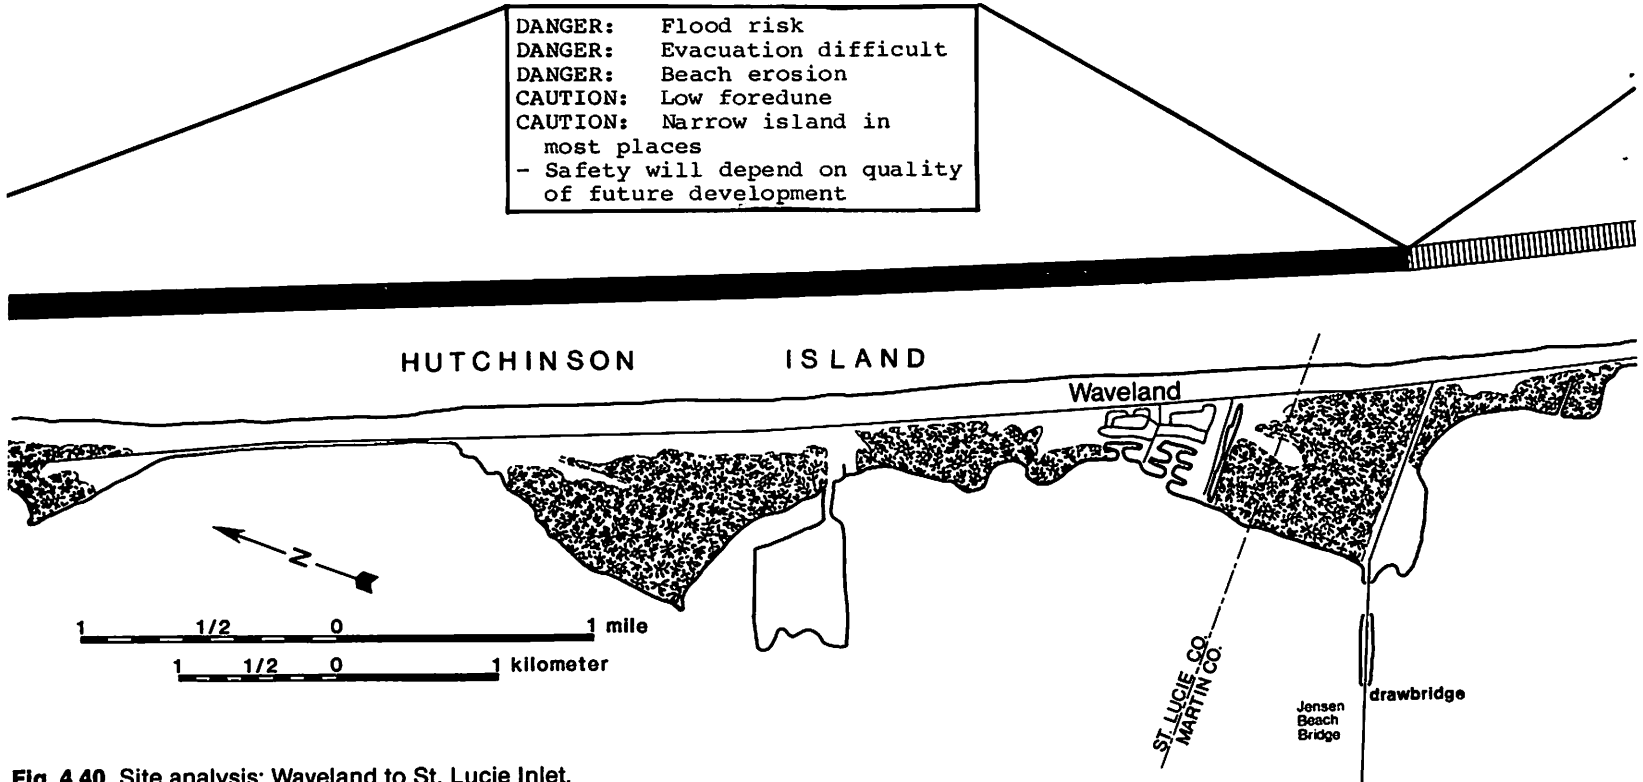 DANGER: Flood risk
DANGER: Evacuation difficult
DANGER: Beach erosion
CAUTION: Low foredune
CAUTION: Narrow island in
most places
- Safety will depend on quality
of future development
HUTCHINSON ISLAND
Waveland
N
1 1/2 0 1 mile
1 1/2 0 1 kilometer
ST. LUCIE CO.
MARTIN CO.
drawbridge
Jensen
Beach
Bridge
Fig. 4.40 Site analysis: Waveland to St. Lucie Inlet.